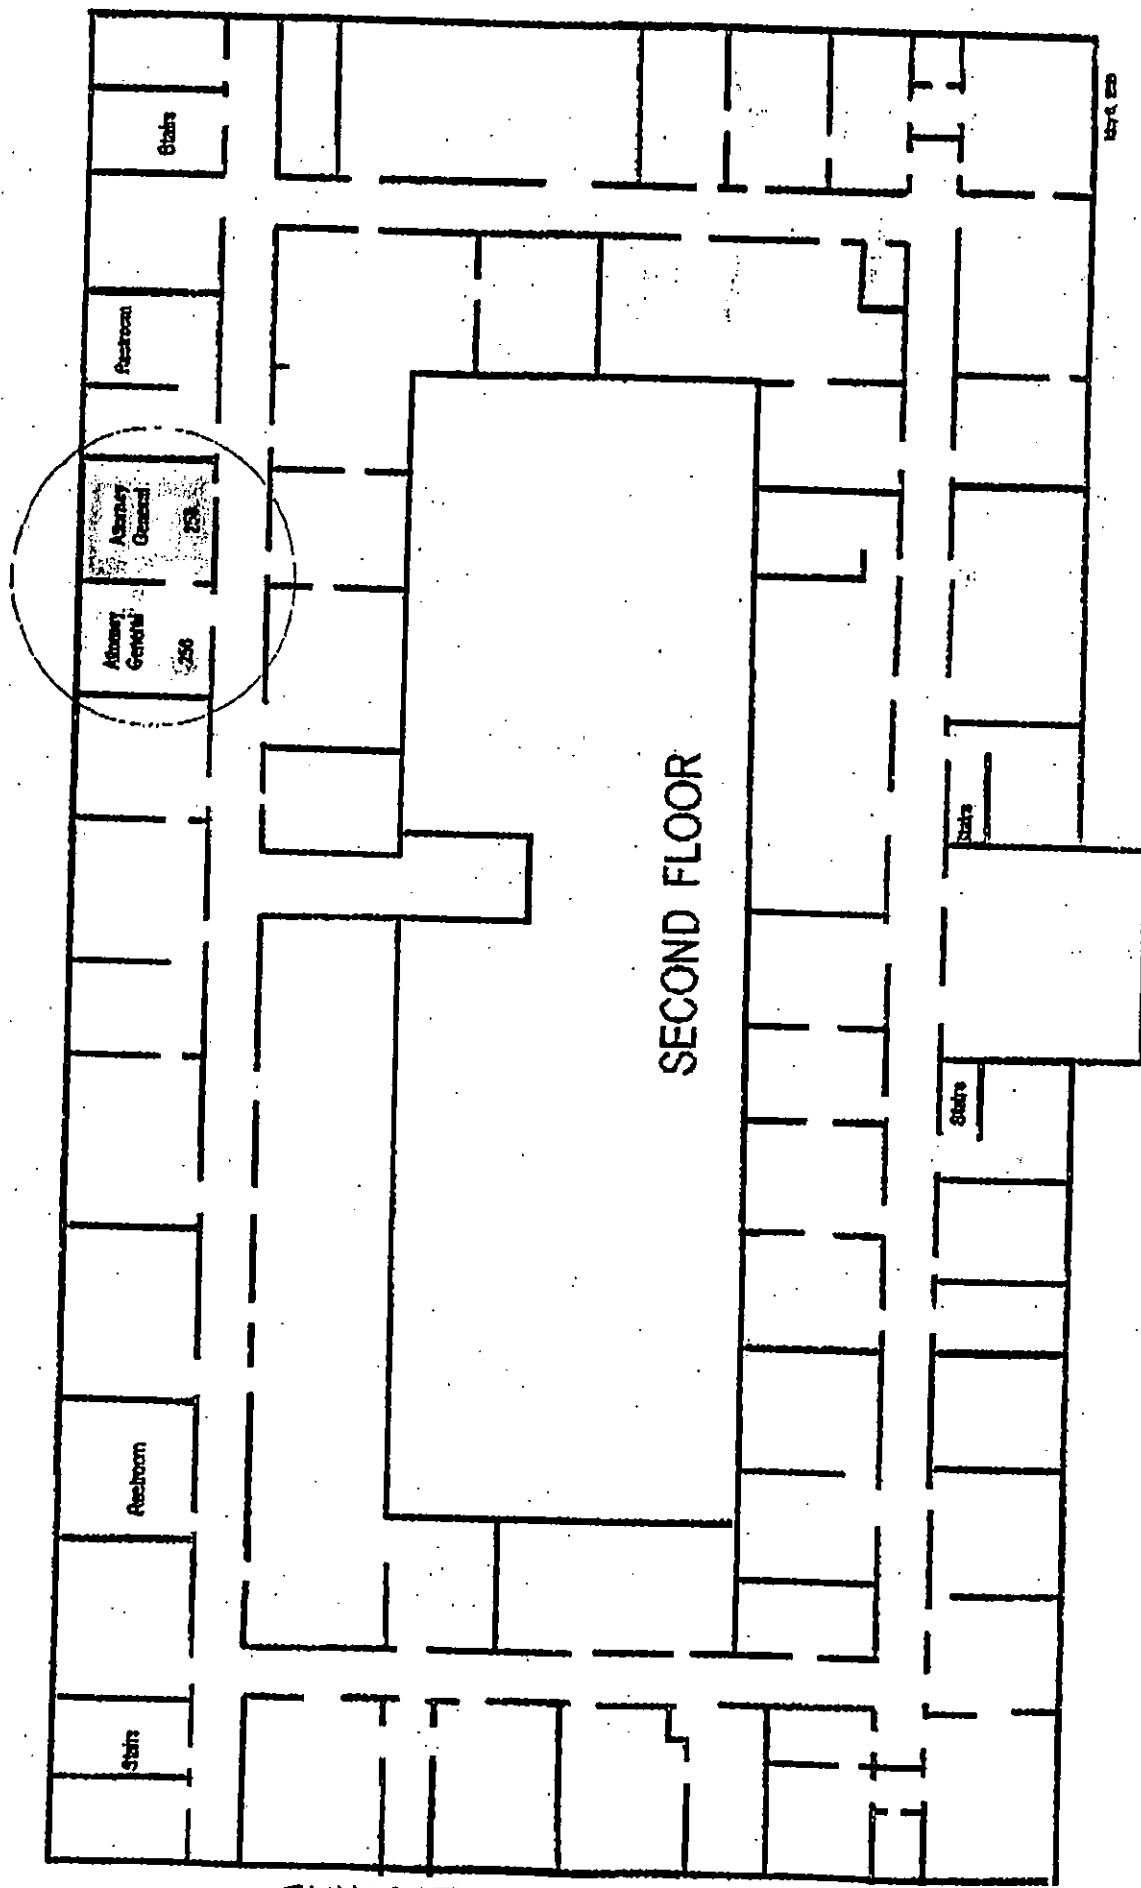 Stairs
Restroom
Attorney
General
258
Attorney
General
256
Restroom
Stairs
SECOND FLOOR
Stairs
Stairs